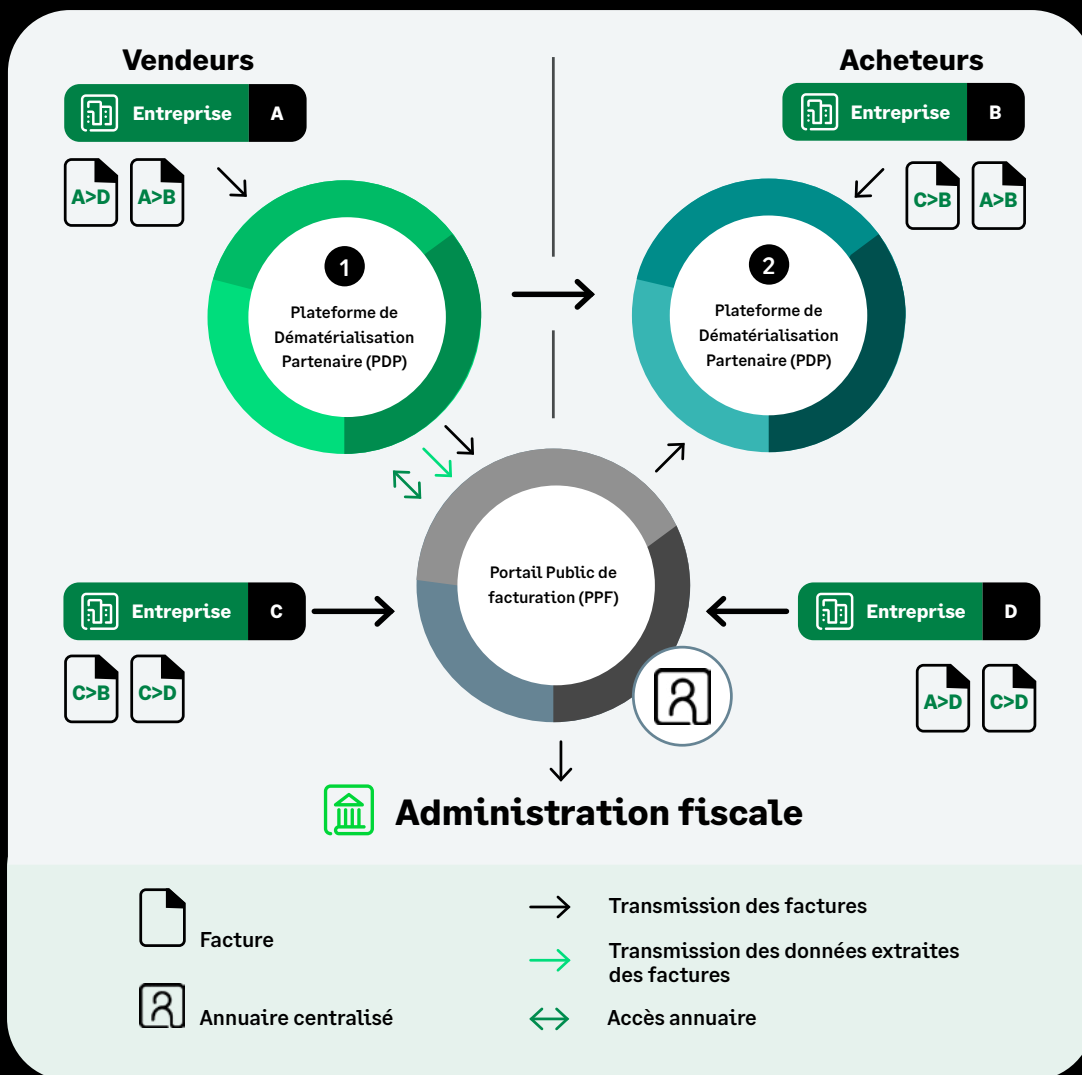 Vendeurs
Acheteurs
Entreprise A
Entreprise B
A>D
A>B
C>B
A>B
1
Plateforme de
Dématérialisation
Partenaire (PDP)
2
Plateforme de
Dématérialisation
Partenaire (PDP)
Portail Public de
facturation (PPF)
Entreprise C
Entreprise D
C>B
C>D
A>D
C>D
Administration fiscale
Facture
Annuaire centralisé
Transmission des factures
Transmission des données extraites
des factures
Accès annuaire